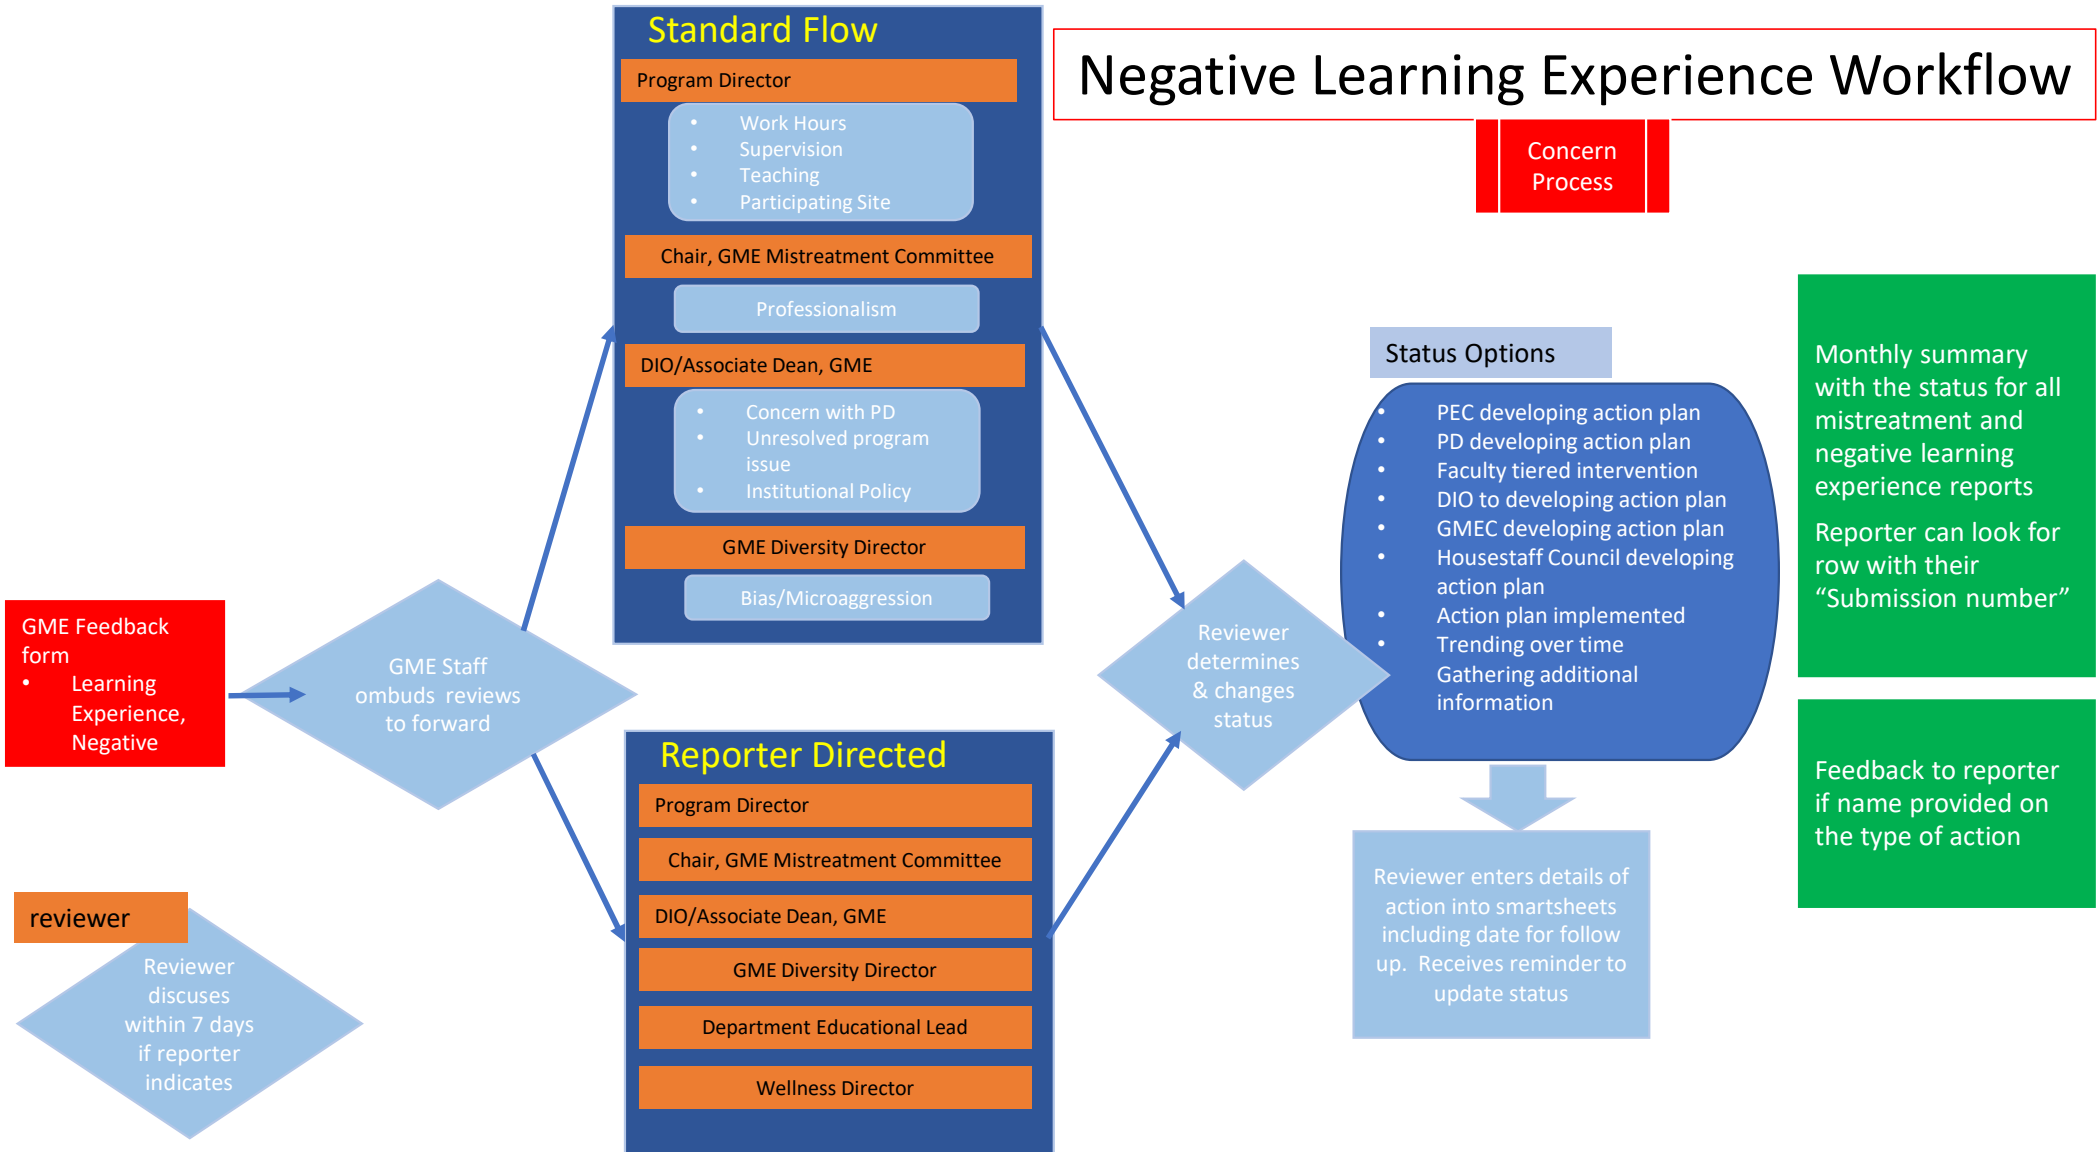 Negative Learning Experience Workflow
Concern
Process
GME Feedback
form
• Learning
Experience,
Negative
GME Staff
ombuds reviews
to forward
reviewer
Reviewer
discuses
within 7 days
if reporter
indicates
Standard Flow
Program Director
• Work Hours
• Supervision
• Teaching
• Participating Site
Chair, GME Mistreatment Committee
Professionalism
DIO/Associate Dean, GME
• Concern with PD
• Unresolved program
issue
• Institutional Policy
GME Diversity Director
Bias/Microaggression
Reporter Directed
Program Director
Chair, GME Mistreatment Committee
DIO/Associate Dean, GME
GME Diversity Director
Department Educational Lead
Wellness Director
Reviewer
determines
& changes
status
Status Options
• PEC developing action plan
• PD developing action plan
• Faculty tiered intervention
• DIO to developing action plan
• GMEC developing action plan
• Housestaff Council developing
action plan
• Action plan implemented
• Trending over time
• Gathering additional
information
Reviewer enters details of
action into smartsheets
including date for follow
up. Receives reminder to
update status
Monthly summary
with the status for all
mistreatment and
negative learning
experience reports
Reporter can look for
row with their
“Submission number”
Feedback to reporter
if name provided on
the type of action